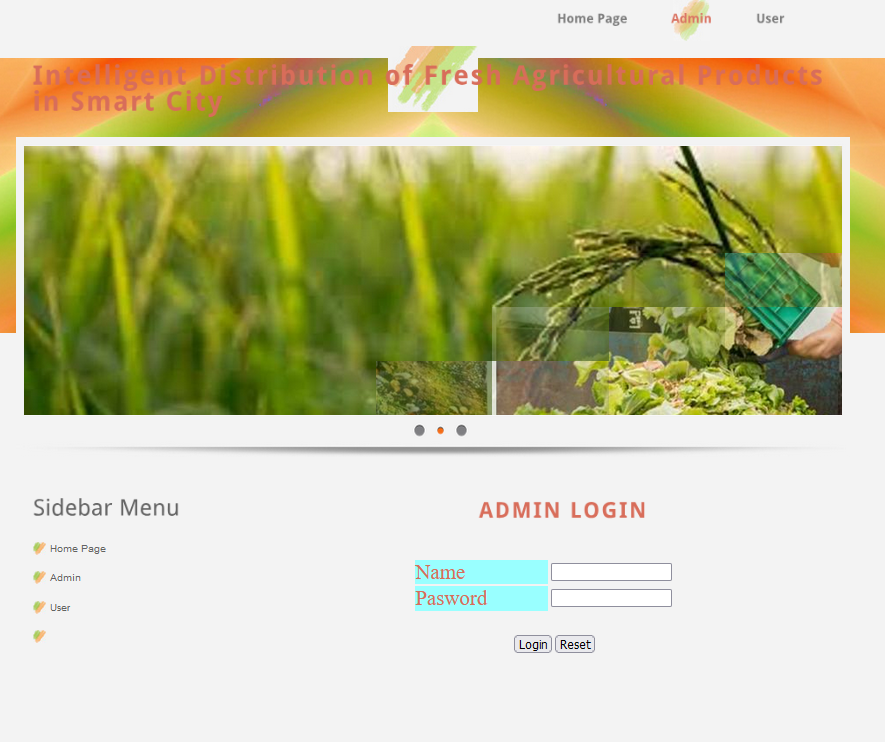 Home Page Admin User
Intelligent Distribution of Fresh Agricultural Products
in Smart City
Sidebar Menu
Home Page
Admin
User
ADMIN LOGIN
Name
Pasword
Login Reset